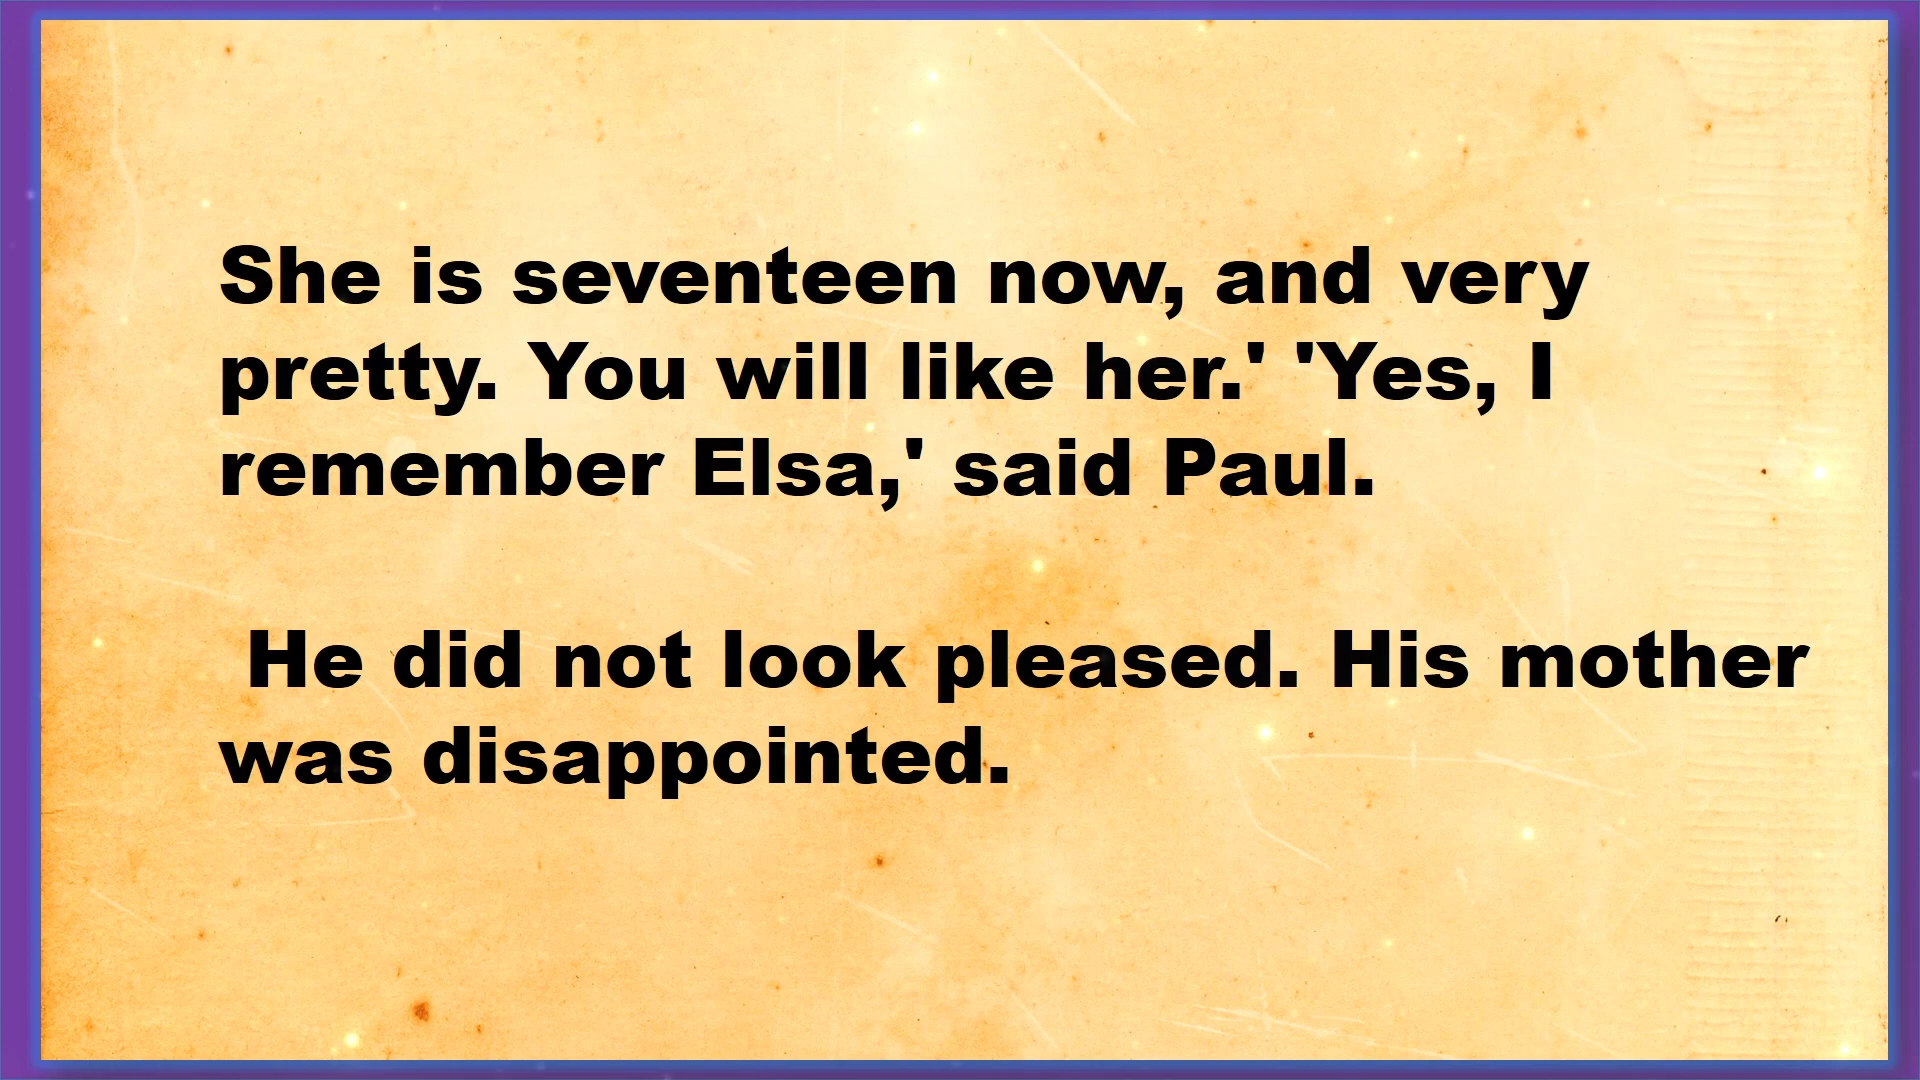 She is seventeen now, and very
pretty. You will like her.' 'Yes, I
remember Elsa,' said Paul.
He did not look pleased. His mother
was disappointed.